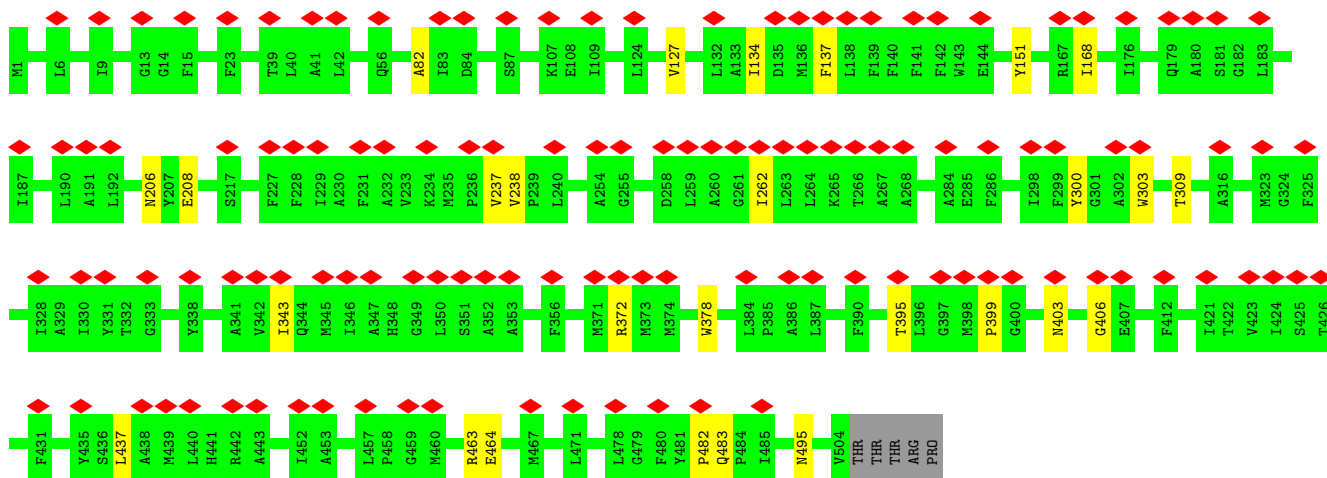 M1 L6 I9 G13 G14 F15 F23 T39 L40 A41 L42 Q56 A82 I83 D84 S87 K107 E108 I109 L124 V127 L132 A133 I134 D135 M136 F137 L138 F139 F140 F141 F142 W143 E144 Y151 R167 I168 I176 Q179 A180 S181 G182 L183
I187 L190 A191 L192 N206 Y207 E208 S217 F227 F228 I229 A230 F231 A232 V233 K234 M235 P236 V237 V238 P239 L240 A254 G255 D258 L259 A260 G261 I262 L263 L264 K265 T266 A267 A268 A284 E285 F286 I298 F299 Y300 G301 A302 W303 T309 A316 M323 G324 F325
I328 A329 I330 Y331 T332 G333 Y338 A341 V342 I343 Q344 M345 I346 A347 H348 G349 L350 S351 A352 A353 F356 M371 R372 M373 M374 W378 L384 P385 A386 L387 F390 T395 L396 G397 M398 P399 G400 N403 G406 E407 F412 I421 T422 V423 I424 S425 T426
F431 Y435 S436 L437 A438 M439 L440 H441 R442 A443 I452 A453 L457 P458 G459 M460 R463 E464 M467 L471 L478 G479 F480 Y481 P482 Q483 P484 I485 N495 V504 THR THR THR ARG PRO